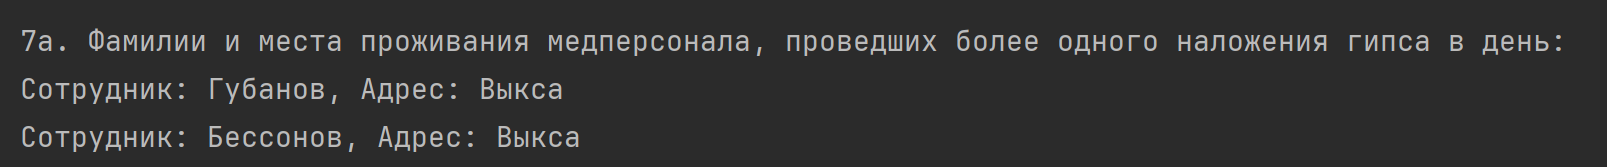 7а. Фамилии и места проживания медперсонала, проведших более одного наложения гипса в день:
Сотрудник: Губанов, Адрес: Выкса
Сотрудник: Бессонов, Адрес: Выкса